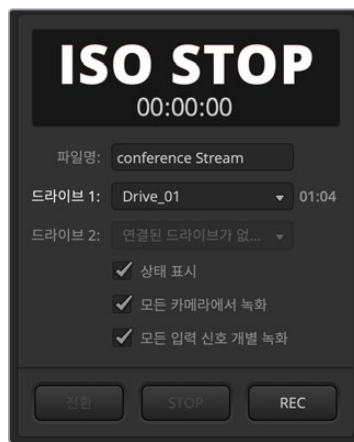 ISO STOP
00:00:00
파일명: conference Stream
드라이브 1: Drive_01 01:04
드라이브 2: 연결된 드라이브가 없...
상태 표시
모든 카메라에서 녹화
모든 입력 신호 개별 녹화
전환 STOP REC